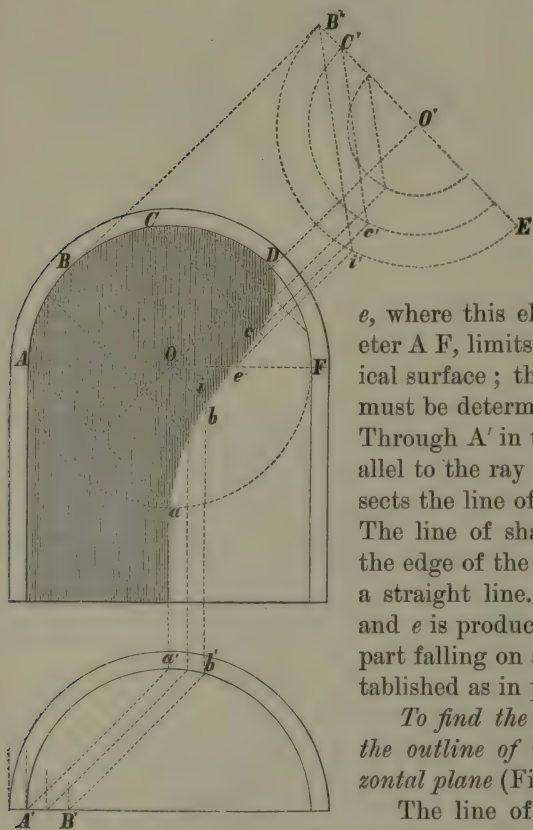 B'
C'
O'
E
c'
i
C
B
D
c
A
O
e
F
i
b
a
a'
b'
A'
B'
e, where this el
eter A F, limits
ical surface; th
must be determ
Through A' in t
allel to the ray
sects the line of
The line of sha
the edge of the
a straight line.
and e is produc
part falling on
tablished as in
To find the
the outline of
zontal plane (Fi
The line of